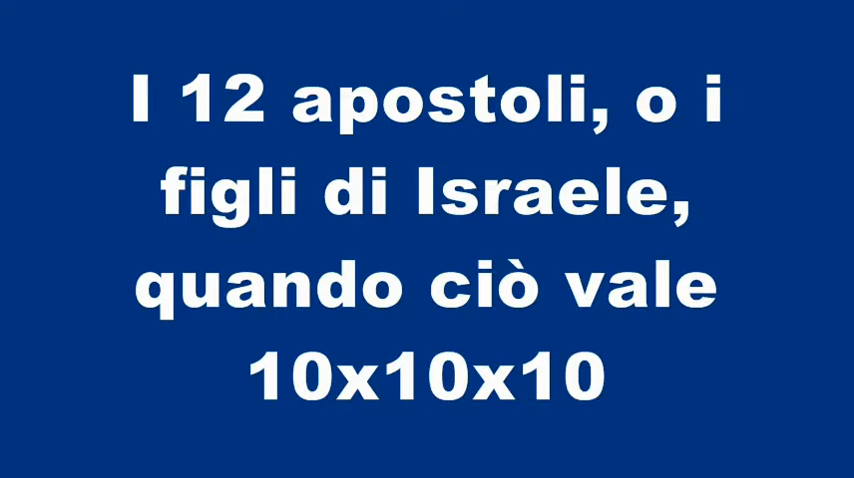 I 12 apostoli, o i
figli di Israele,
quando ciò vale
10x10x10